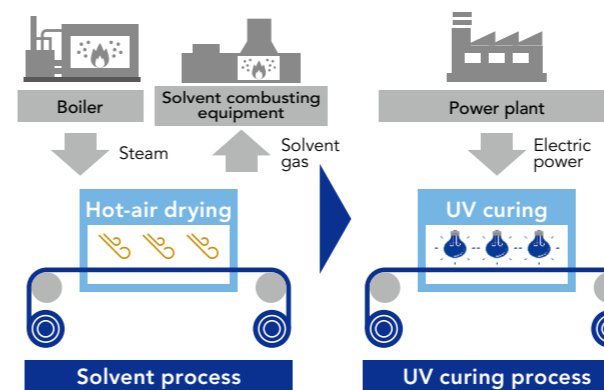 Boiler
Solvent combusting
equipment
Power plant
Steam
Solvent
gas
Electric
power
Hot-air drying
UV curing
Solvent process
UV curing process